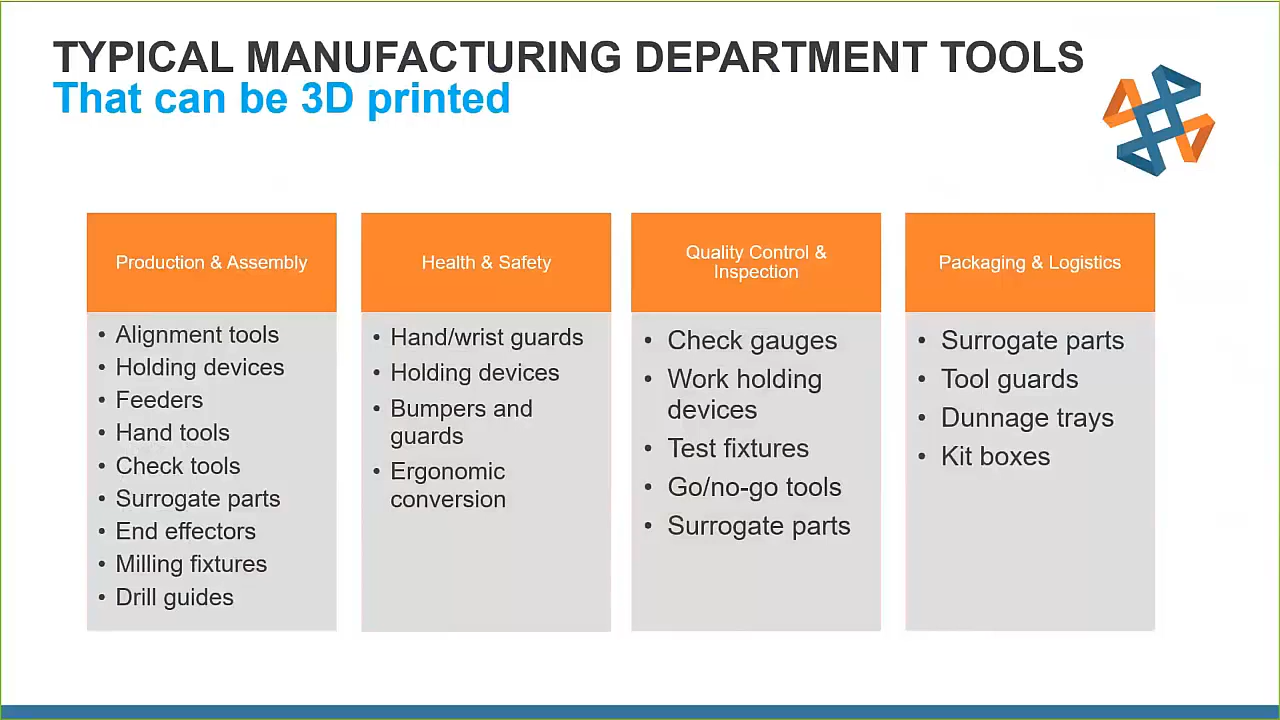 TYPICAL MANUFACTURING DEPARTMENT TOOLS
That can be 3D printed
Production & Assembly
• Alignment tools
• Holding devices
• Feeders
• Hand tools
• Check tools
• Surrogate parts
• End effectors
• Milling fixtures
• Drill guides
Health & Safety
• Hand/wrist guards
• Holding devices
• Bumpers and
guards
• Ergonomic
conversion
Quality Control &
Inspection
• Check gauges
• Work holding
devices
• Test fixtures
• Go/no-go tools
• Surrogate parts
Packaging & Logistics
• Surrogate parts
• Tool guards
• Dunnage trays
• Kit boxes